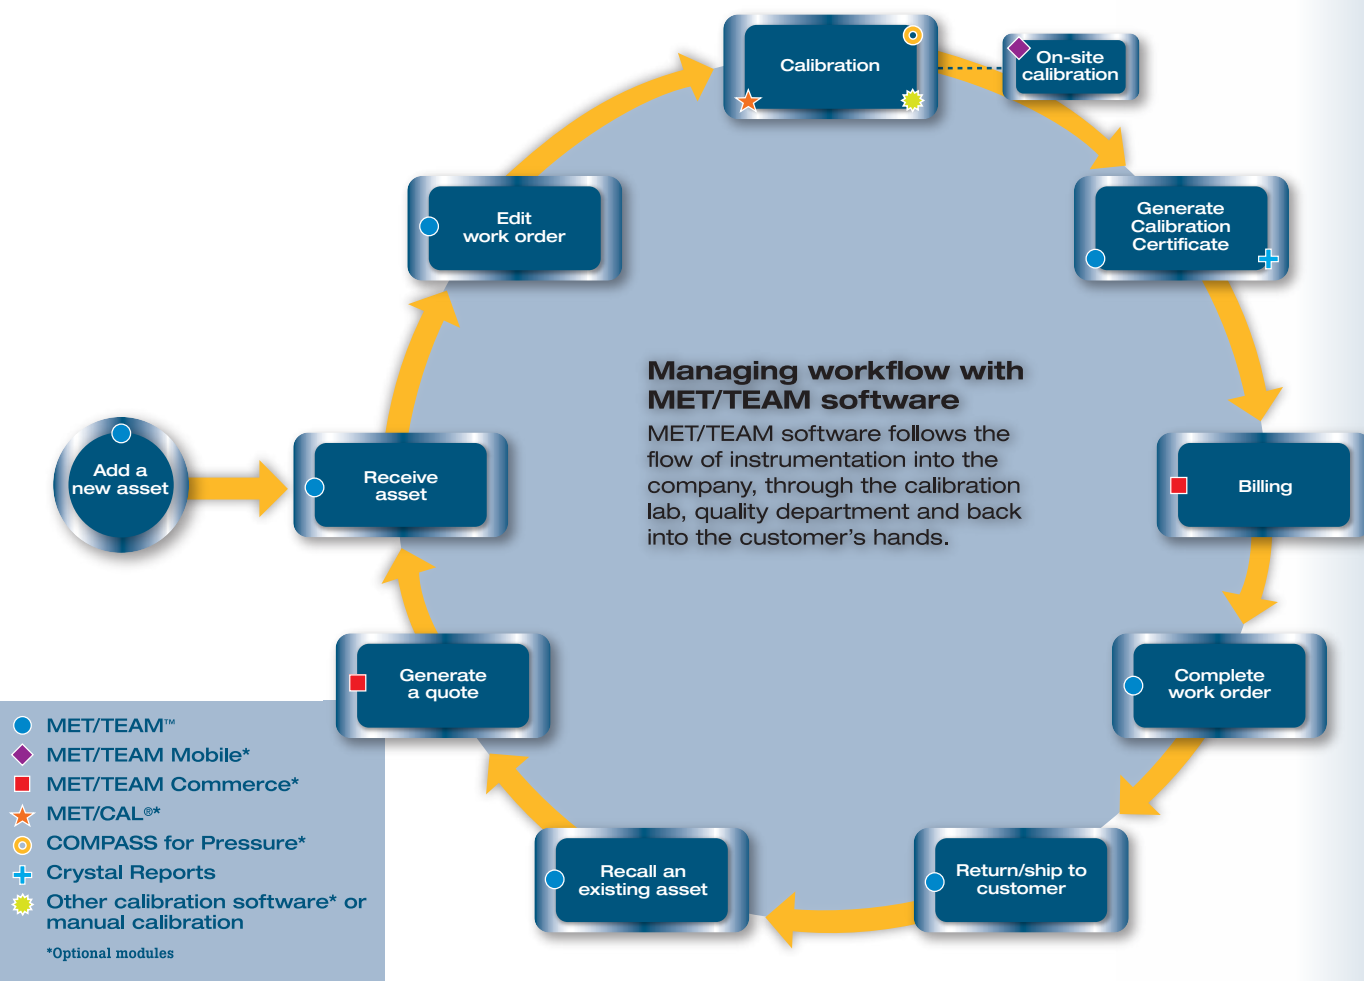 Calibration
On-site
calibration
Edit
work order
Generate
Calibration
Certificate
Managing workflow with
MET/TEAM software
MET/TEAM software follows the
flow of instrumentation into the
company, through the calibration
lab, quality department and back
into the customer's hands.
Add a
new asset
Receive
asset
Billing
Generate
a quote
Complete
work order
Recall an
existing asset
Return/ship to
customer
MET/TEAM™
MET/TEAM Mobile*
MET/TEAM Commerce*
MET/CAL®*
COMPASS for Pressure*
Crystal Reports
Other calibration software* or
manual calibration
*Optional modules